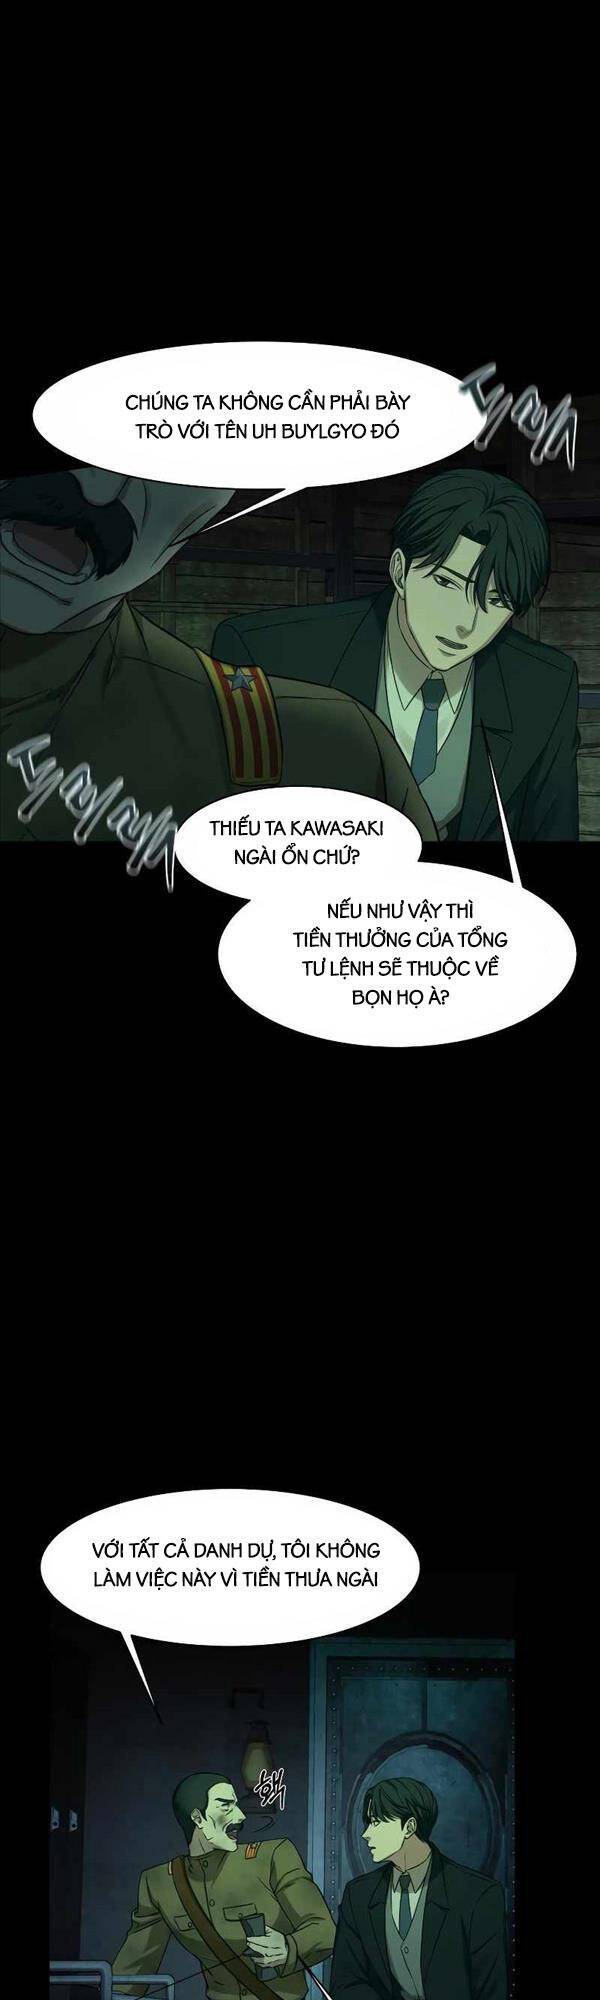 CHÚNG TA KHÔNG CẦN PHẢI BÀY
TRÒ VỚI TÊN UH BUYLGYO ĐÓ
THIẾU TA KAWASAKI
NGÀI ỔN CHỨ?
NẾU NHƯ VẬY THÌ
TIỀN THƯỞNG CỦA TỔNG
TƯ LỆNH SẼ THUỘC VỀ
BỌN HỌ À?
VỚI TẤT CẢ DANH DỰ, TÔI KHÔNG
LÀM VIỆC NÀY VÌ TIỀN THƯA NGÀI